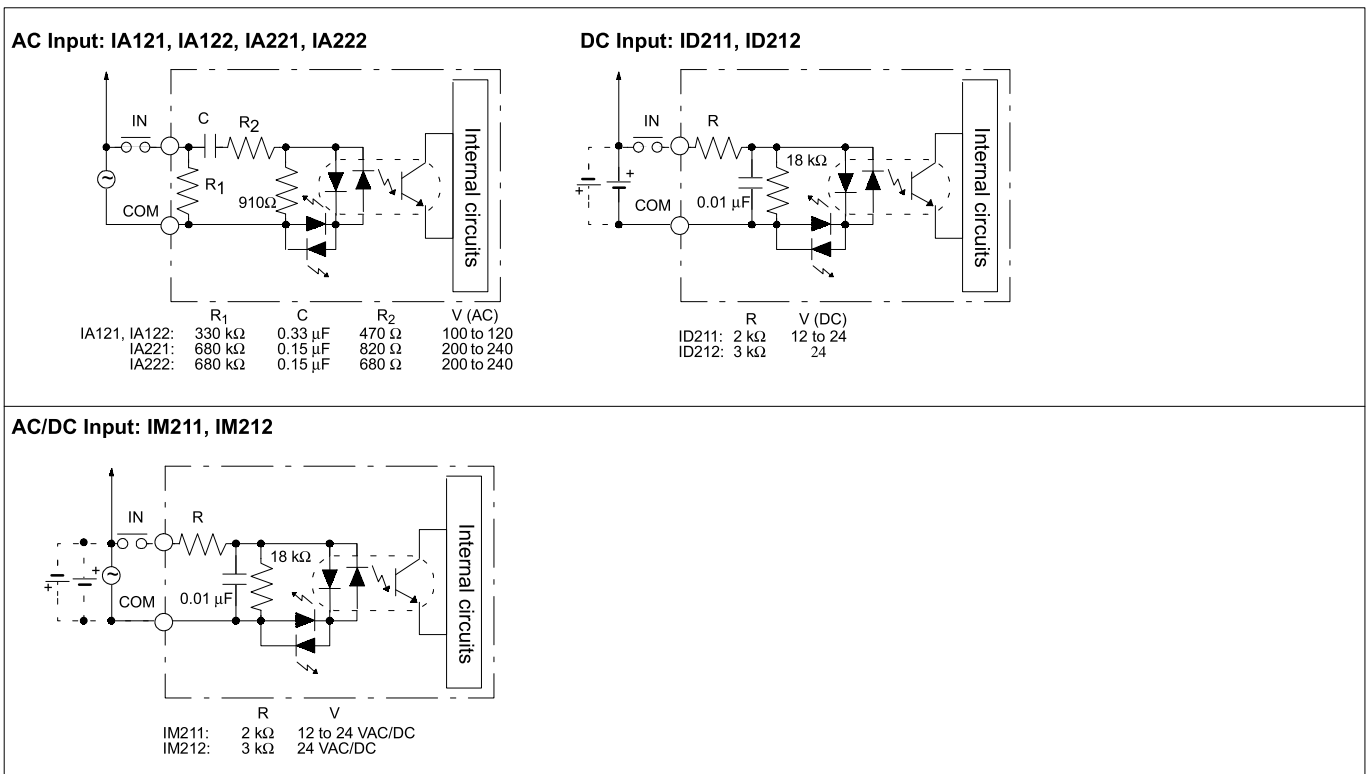 AC Input: IA121, IA122, IA221, IA222
IN
C
R2
R1
910Ω
COM
Internal circuits
R1 C R2 V (AC)
IA121, IA122: 330 kΩ 0.33 μF 470 Ω 100 to 120
IA221: 680 kΩ 0.15 μF 820 Ω 200 to 240
IA222: 680 kΩ 0.15 μF 680 Ω 200 to 240
DC Input: ID211, ID212
IN
R
18 kΩ
+
+
COM
0.01 μF
Internal circuits
R V (DC)
ID211: 2 kΩ 12 to 24
ID212: 3 kΩ 24
AC/DC Input: IM211, IM212
IN
R
18 kΩ
+
+
COM
0.01 μF
Internal circuits
R V
IM211: 2 kΩ 12 to 24 VAC/DC
IM212: 3 kΩ 24 VAC/DC